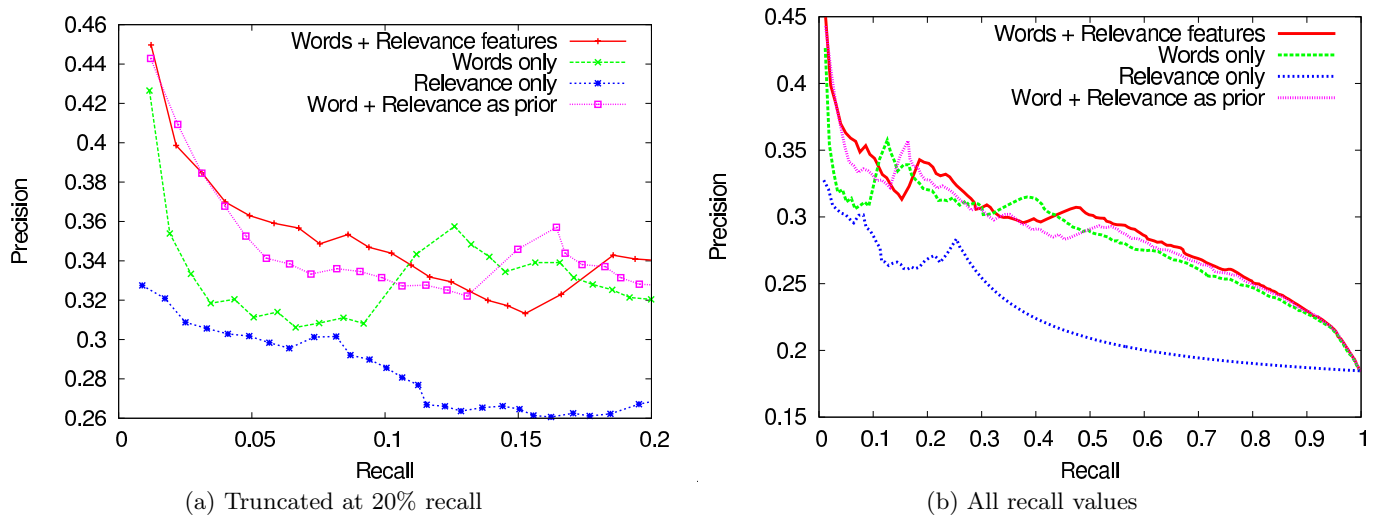 0.46
0.44
0.42
0.4
0.38
0.36
0.34
0.32
0.3
0.28
0.26
Precision
Words + Relevance features
Words only
Relevance only
Word + Relevance as prior
0 0.05 0.1 0.15 0.2
Recall
(a) Truncated at 20% recall
0.45
0.4
0.35
0.3
0.25
0.2
0.15
Precision
Words + Relevance features
Words only
Relevance only
Word + Relevance as prior
0 0.1 0.2 0.3 0.4 0.5 0.6 0.7 0.8 0.9 1
Recall
(b) All recall values